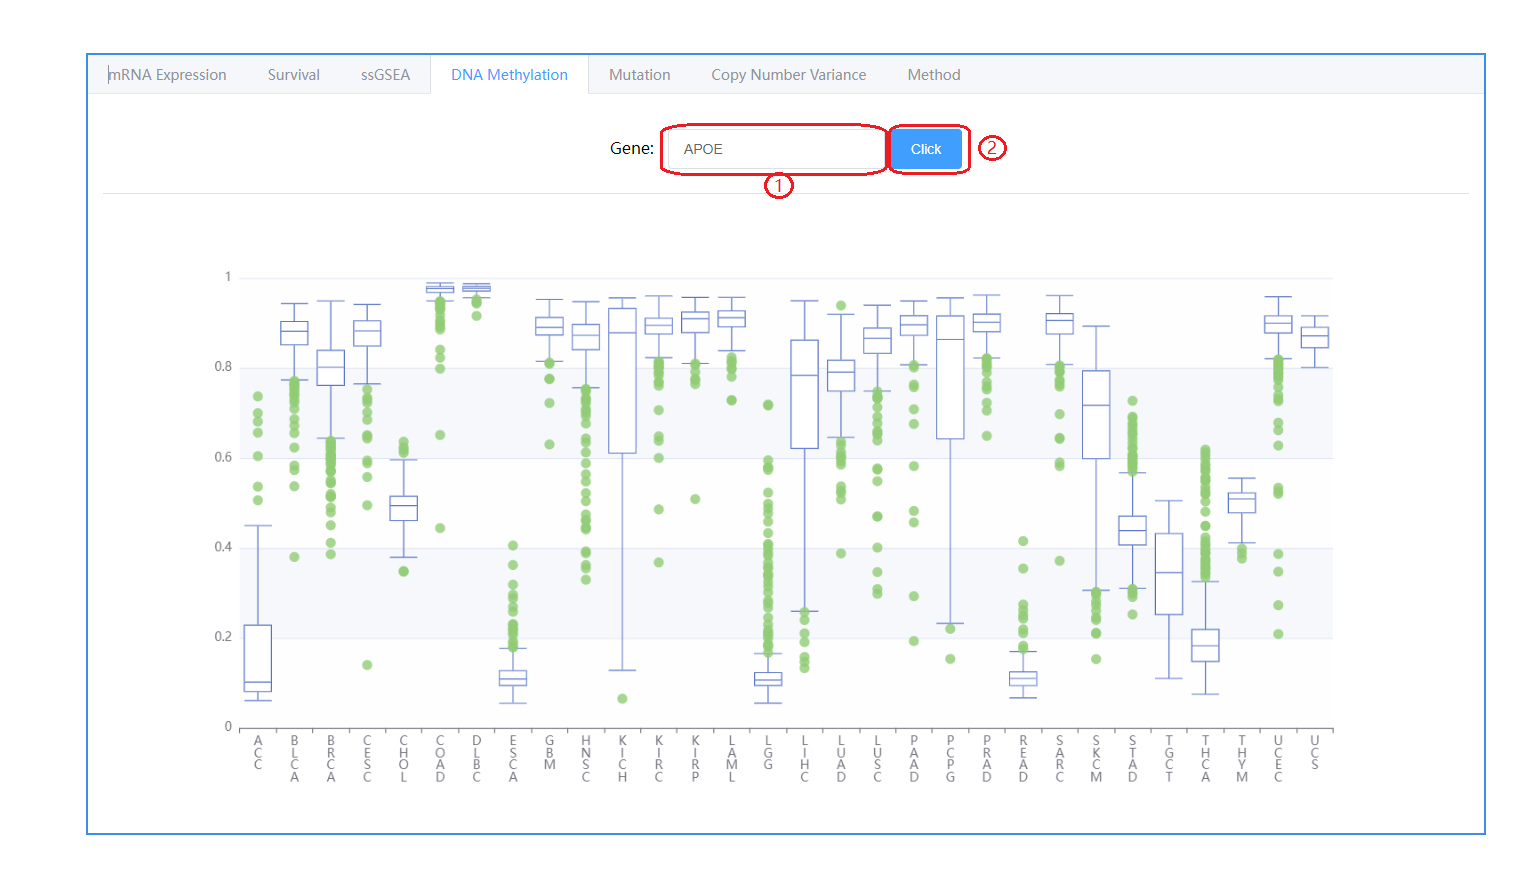 mRNA Expression Survival ssGSEA DNA Methylation Mutation Copy Number Variance Method
Gene: APOE Click 2
1
1
0.8
0.6
0.4
0.2
0
ACC BLCA BRCA CESC CHOL COAD DLBC ESCA GBM HNSC KICH KIRC KIRP LAML LGG LIHC LUAD LUSC PAAD PCPG PRAD READ SARC SKCM STAD TGCT THCA THYM UCEC UCS